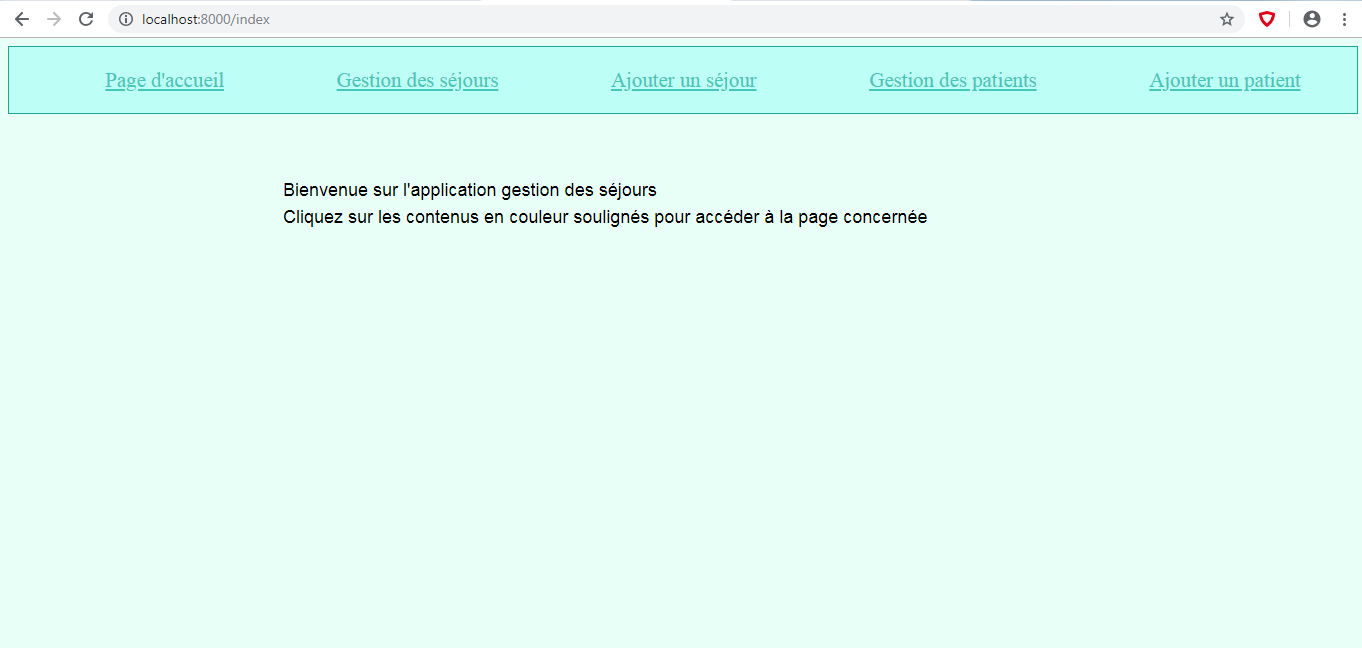 localhost:8000/index
Page d'accueil Gestion des séjours Ajouter un séjour Gestion des patients Ajouter un patient
Bienvenue sur l'application gestion des séjours
Cliquez sur les contenus en couleur soulignés pour accéder à la page concernée